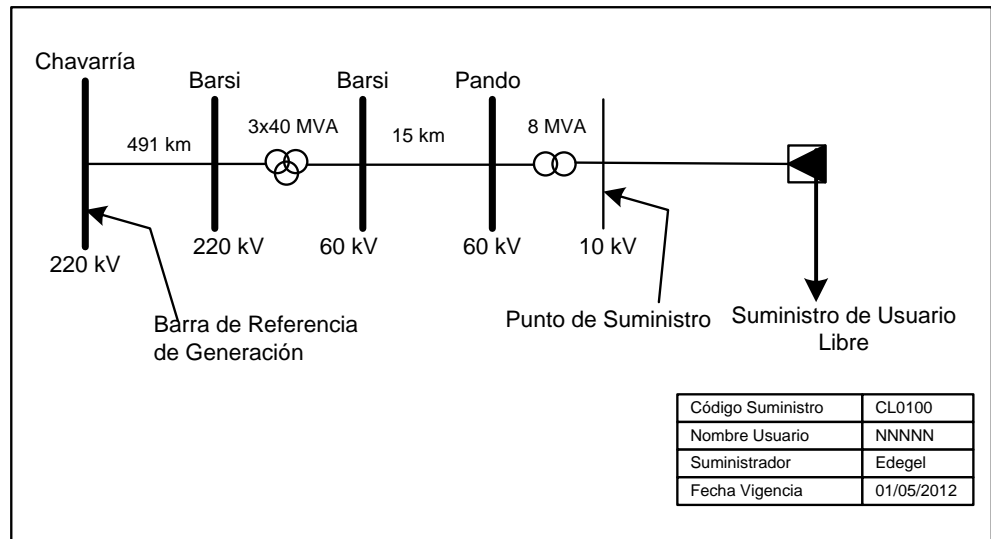 Chavarría
Barsi
Barsi
Pando
491 km
3x40 MVA
15 km
8 MVA
220 kV
220 kV
60 kV
60 kV
10 kV
Barra de Referencia
de Generación
Punto de Suministro
Suministro de Usuario
Libre
Código Suministro CL0100
Nombre Usuario NNNNN
Suministrador Edegel
Fecha Vigencia 01/05/2012